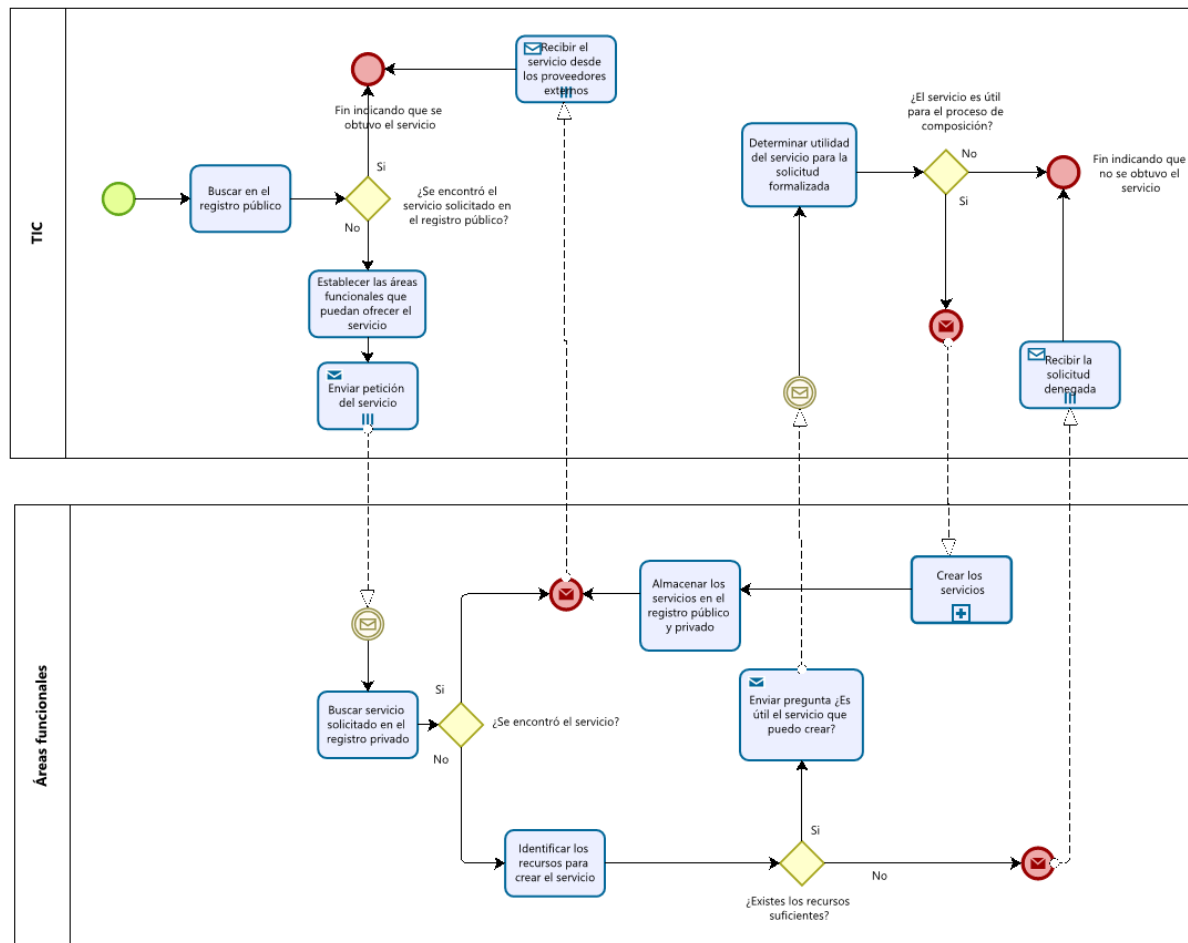 TIC
Recibir el
servicio desde
los proveedores
externos
Fin indicando que se
obtuvo el servicio
Si
Buscar en el
registro público
¿Se encontró el
servicio solicitado en
el registro público?
No
Establecer las áreas
funcionales que
puedan ofrecer el
servicio
Enviar petición
del servicio
¿El servicio es útil
para el proceso de
composición?
Determinar utilidad
del servicio para la
solicitud
formalizada
No
Fin indicando que
no se obtuvo el
servicio
Si
Recibir la
solicitud
denegada
Áreas funcionales
Almacenar los
servicios en el
registro público
y privado
Crear los
servicios
Si
Buscar servicio
solicitado en el
registro privado
¿Se encontró el servicio?
No
Enviar pregunta ¿Es
útil el servicio que
puedo crear?
Identificar los
recursos para
crear el servicio
Si
No
¿Existes los recursos
suficientes?